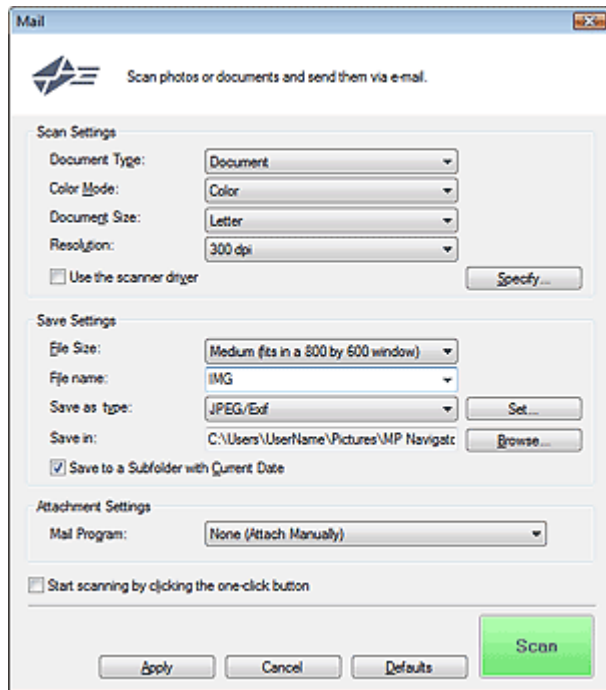 Mail
Scan photos or documents and send them via e-mail.
Scan Settings
Document Type: Document
Color Mode: Color
Document Size: Letter
Resolution: 300 dpi
Use the scanner driver Specify...
Save Settings
File Size: Medium (fits in a 800 by 600 window)
File name: IMG
Save as type: JPEG/Exif Set...
Save in: C:\Users\UserName\Pictures\MP Navigatc Browse...
Save to a Subfolder with Current Date
Attachment Settings
Mail Program: None (Attach Manually)
Start scanning by clicking the one-click button
Scan
Apply Cancel Defaults